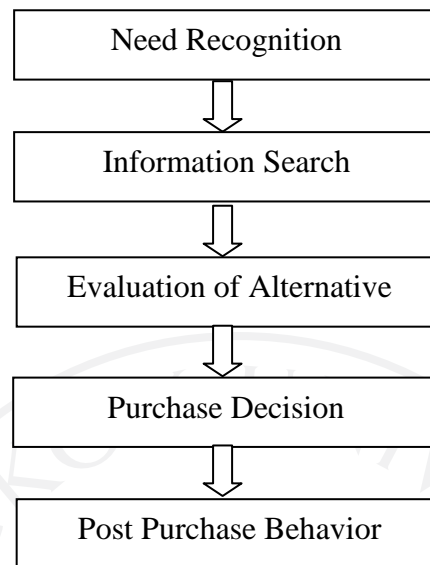 Need Recognition
Information Search
Evaluation of Alternative
Purchase Decision
Post Purchase Behavior